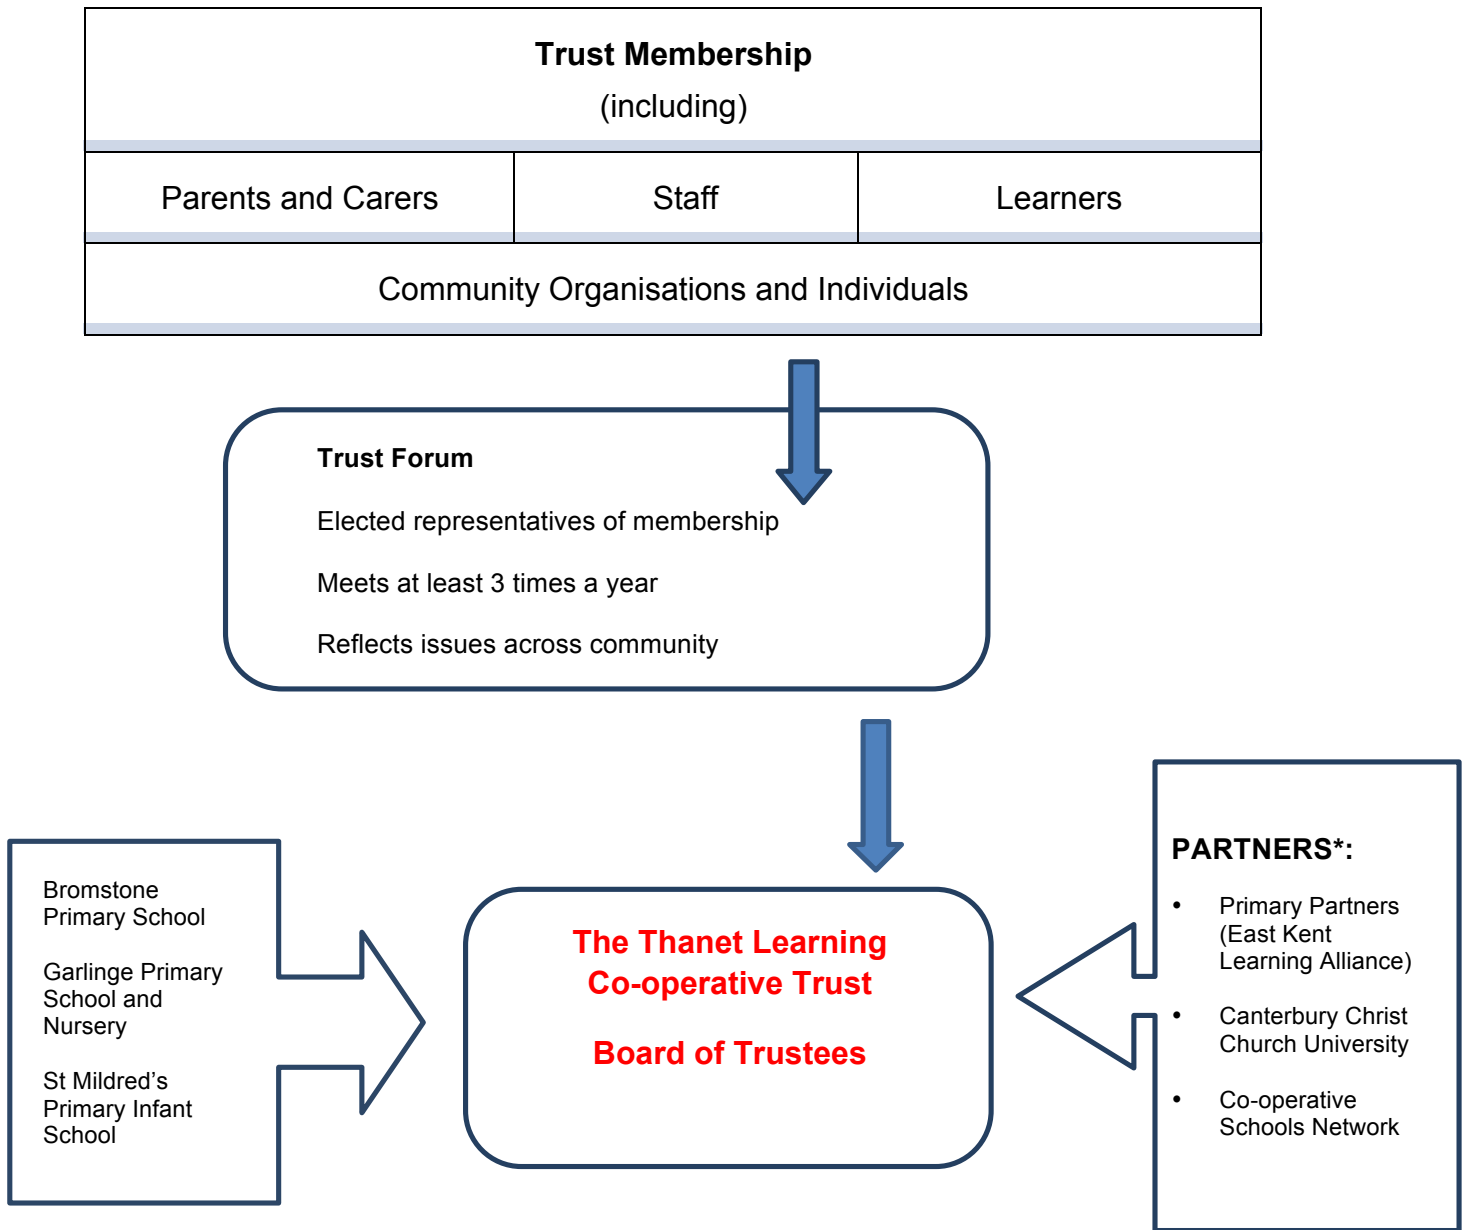 Trust Membership
(including)
Parents and Carers
Staff
Learners
Community Organisations and Individuals
Trust Forum
Elected representatives of membership
Meets at least 3 times a year
Reflects issues across community
Bromstone
Primary School
Garlinge Primary
School and
Nursery
St Mildred’s
Primary Infant
School
The Thanet Learning
Co-operative Trust
Board of Trustees
PARTNERS*:
• Primary Partners
(East Kent
Learning Alliance)
• Canterbury Christ
Church University
• Co-operative
Schools Network